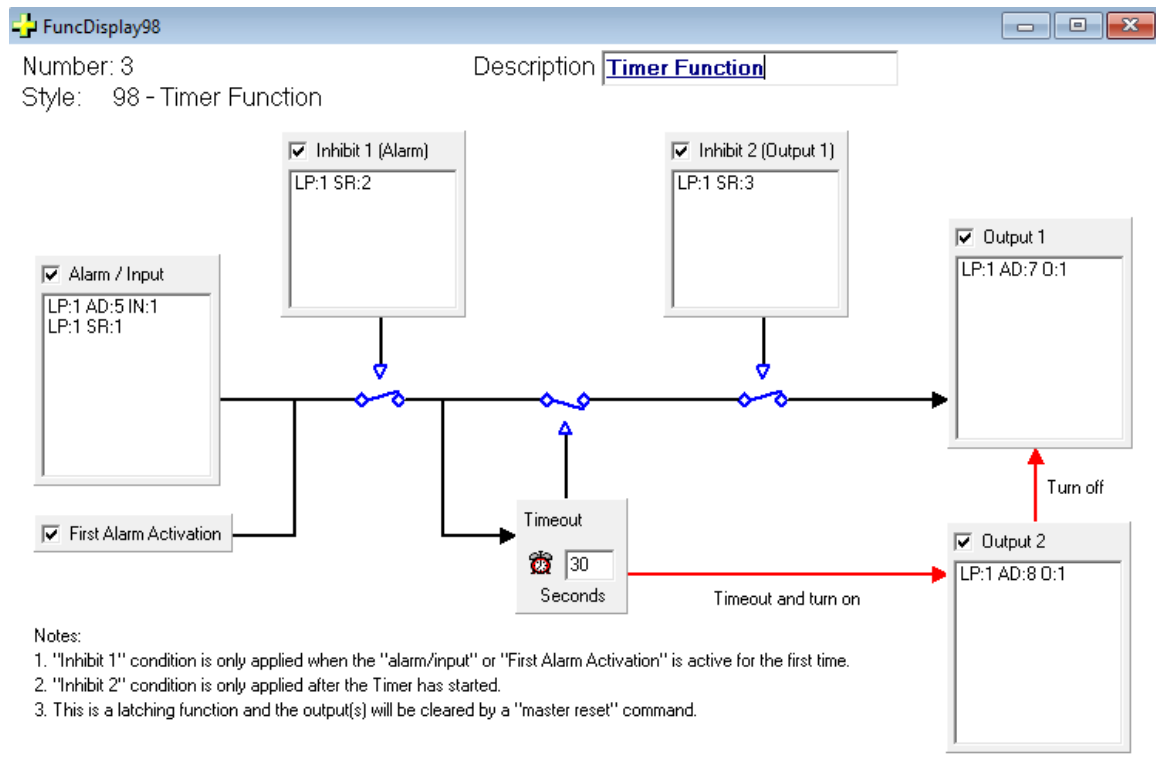 FuncDisplay98
Number: 3
Description Timer Function
Style: 98 - Timer Function
Inhibit 1 (Alarm)
LP:1 SR:2
Inhibit 2 (Output 1)
LP:1 SR:3
Output 1
LP:1 AD:7 O:1
Alarm / Input
LP:1 AD:5 IN:1
LP:1 SR:1
First Alarm Activation
Timeout
30
Seconds
Turn off
Timeout and turn on
Output 2
LP:1 AD:8 O:1
Notes:
1. "Inhibit 1" condition is only applied when the "alarm/input" or "First Alarm Activation" is active for the first time.
2. "Inhibit 2" condition is only applied after the Timer has started.
3. This is a latching function and the output(s) will be cleared by a "master reset" command.